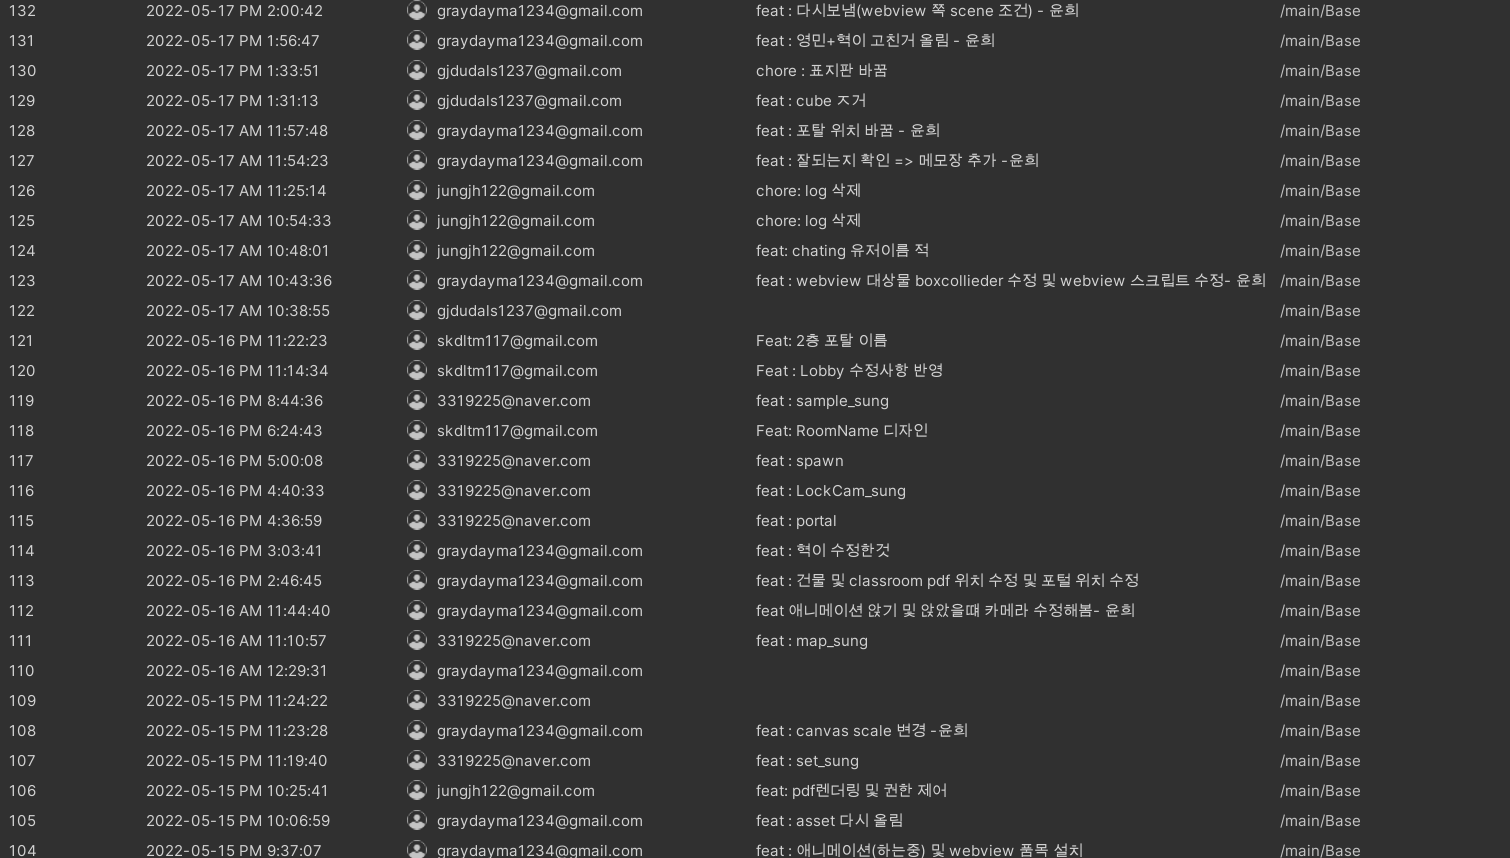 132 2022-05-17 PM 2:00:42 graydayma1234@gmail.com feat : 다시보냄(webview 쪽 scene 조건) - 윤희 /main/Base
131 2022-05-17 PM 1:56:47 graydayma1234@gmail.com feat : 영민+혁이 고친거 올림 - 윤희 /main/Base
130 2022-05-17 PM 1:33:51 gjdudals1237@gmail.com chore : 표지판 바꿈 /main/Base
129 2022-05-17 PM 1:31:13 gjdudals1237@gmail.com feat : cube ㅈ거 /main/Base
128 2022-05-17 AM 11:57:48 graydayma1234@gmail.com feat : 포탈 위치 바꿈 - 윤희 /main/Base
127 2022-05-17 AM 11:54:23 graydayma1234@gmail.com feat : 잘되는지 확인 => 메모장 추가 -윤희 /main/Base
126 2022-05-17 AM 11:25:14 jungjh122@gmail.com chore: log 삭제 /main/Base
125 2022-05-17 AM 10:54:33 jungjh122@gmail.com chore: log 삭제 /main/Base
124 2022-05-17 AM 10:48:01 jungjh122@gmail.com feat: chating 유저이름 적 /main/Base
123 2022-05-17 AM 10:43:36 graydayma1234@gmail.com feat : webview 대상물 boxcollieder 수정 및 webview 스크립트 수정- 윤희 /main/Base
122 2022-05-17 AM 10:38:55 gjdudals1237@gmail.com /main/Base
121 2022-05-16 PM 11:22:23 skdltm117@gmail.com Feat: 2층 포탈 이름 /main/Base
120 2022-05-16 PM 11:14:34 skdltm117@gmail.com Feat : Lobby 수정사항 반영 /main/Base
119 2022-05-16 PM 8:44:36 3319225@naver.com feat : sample_sung /main/Base
118 2022-05-16 PM 6:24:43 skdltm117@gmail.com Feat: RoomName 디자인 /main/Base
117 2022-05-16 PM 5:00:08 3319225@naver.com feat : spawn /main/Base
116 2022-05-16 PM 4:40:33 3319225@naver.com feat : LockCam_sung /main/Base
115 2022-05-16 PM 4:36:59 3319225@naver.com feat : portal /main/Base
114 2022-05-16 PM 3:03:41 graydayma1234@gmail.com feat : 혁이 수정한것 /main/Base
113 2022-05-16 PM 2:46:45 graydayma1234@gmail.com feat : 건물 및 classroom pdf 위치 수정 및 포털 위치 수정 /main/Base
112 2022-05-16 AM 11:44:40 graydayma1234@gmail.com feat 애니메이션 앉기 및 앉았을떄 카메라 수정해봄- 윤희 /main/Base
111 2022-05-16 AM 11:10:57 3319225@naver.com feat : map_sung /main/Base
110 2022-05-16 AM 12:29:31 graydayma1234@gmail.com /main/Base
109 2022-05-15 PM 11:24:22 3319225@naver.com /main/Base
108 2022-05-15 PM 11:23:28 graydayma1234@gmail.com feat : canvas scale 변경 -윤희 /main/Base
107 2022-05-15 PM 11:19:40 3319225@naver.com feat : set_sung /main/Base
106 2022-05-15 PM 10:25:41 jungjh122@gmail.com feat: pdf렌더링 및 권한 제어 /main/Base
105 2022-05-15 PM 10:06:59 graydayma1234@gmail.com feat : asset 다시 올림 /main/Base
104 2022-05-15 PM 9:37:07 graydayma1234@gmail.com feat : 애니메이션(하는중) 및 webview 품목 설치 /main/Base